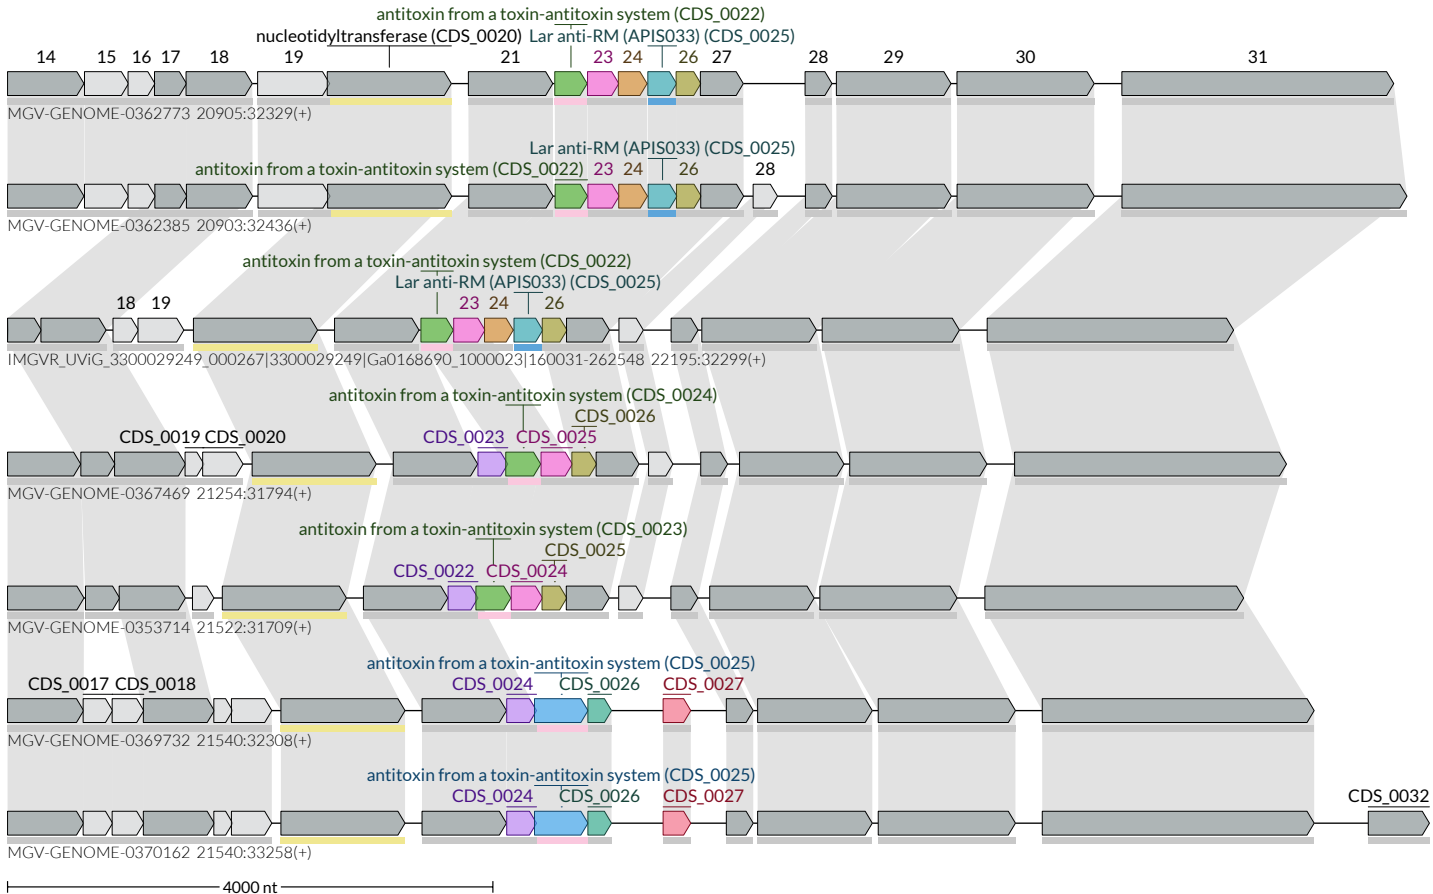 antitoxin from a toxin-antitoxin system (CDS_0022)
nucleotidyltransferase (CDS_0020) Lar anti-RM (APIS033) (CDS_0025)
14 15 16 17 18 19 21 23 24 26 27 28 29 30 31
MGV-GENOME-0362773 20905:32329(+)
Lar anti-RM (APIS033) (CDS_0025)
antitoxin from a toxin-antitoxin system (CDS_0022) 23 24 26 28
MGV-GENOME-0362385 20903:32436(+)
antitoxin from a toxin-antitoxin system (CDS_0022)
Lar anti-RM (APIS033) (CDS_0025)
18 19 23 24 26
IMGVR_UViG_3300029249_000267|3300029249|Ga0168690_1000023|160031-262548 22195:32299(+)
antitoxin from a toxin-antitoxin system (CDS_0024)
CDS_0026
CDS_0019 CDS_0020 CDS_0023 CDS_0025
MGV-GENOME-0367469 21254:31794(+)
antitoxin from a toxin-antitoxin system (CDS_0023)
CDS_0025
CDS_0022 CDS_0024
MGV-GENOME-0353714 21522:31709(+)
antitoxin from a toxin-antitoxin system (CDS_0025)
CDS_0017 CDS_0018 CDS_0024 CDS_0026 CDS_0027
MGV-GENOME-0369732 21540:32308(+)
antitoxin from a toxin-antitoxin system (CDS_0025)
CDS_0024 CDS_0026 CDS_0027 CDS_0032
MGV-GENOME-0370162 21540:33258(+)
4000 nt